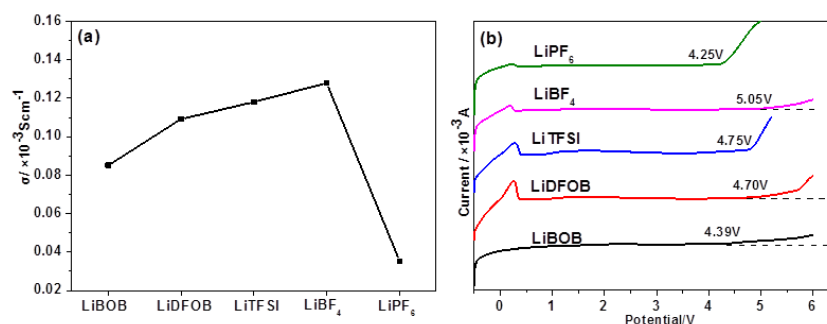 (a)
σ/ ×10⁻³Scm⁻¹
0.16
0.14
0.12
0.10
0.08
0.06
0.04
0.02
LiBOB LiDFOB LiTFSI LiBF₄ LiPF₆
(b)
Current / ×10⁻³ A
LiPF₆ 4.25V
LiBF₄ 5.05V
LiTFSI 4.75V
LiDFOB 4.70V
LiBOB 4.39V
0 1 2 3 4 5 6
Potential/V